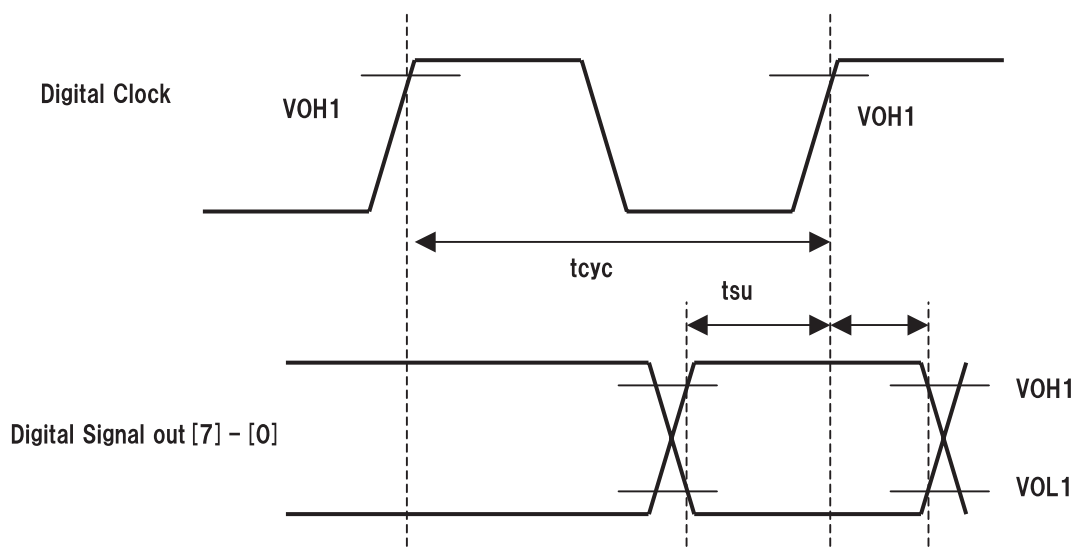 Digital Clock
VOH1
VOH1
tcyc
tsu
VOH1
Digital Signal out [7] - [0]
VOL1